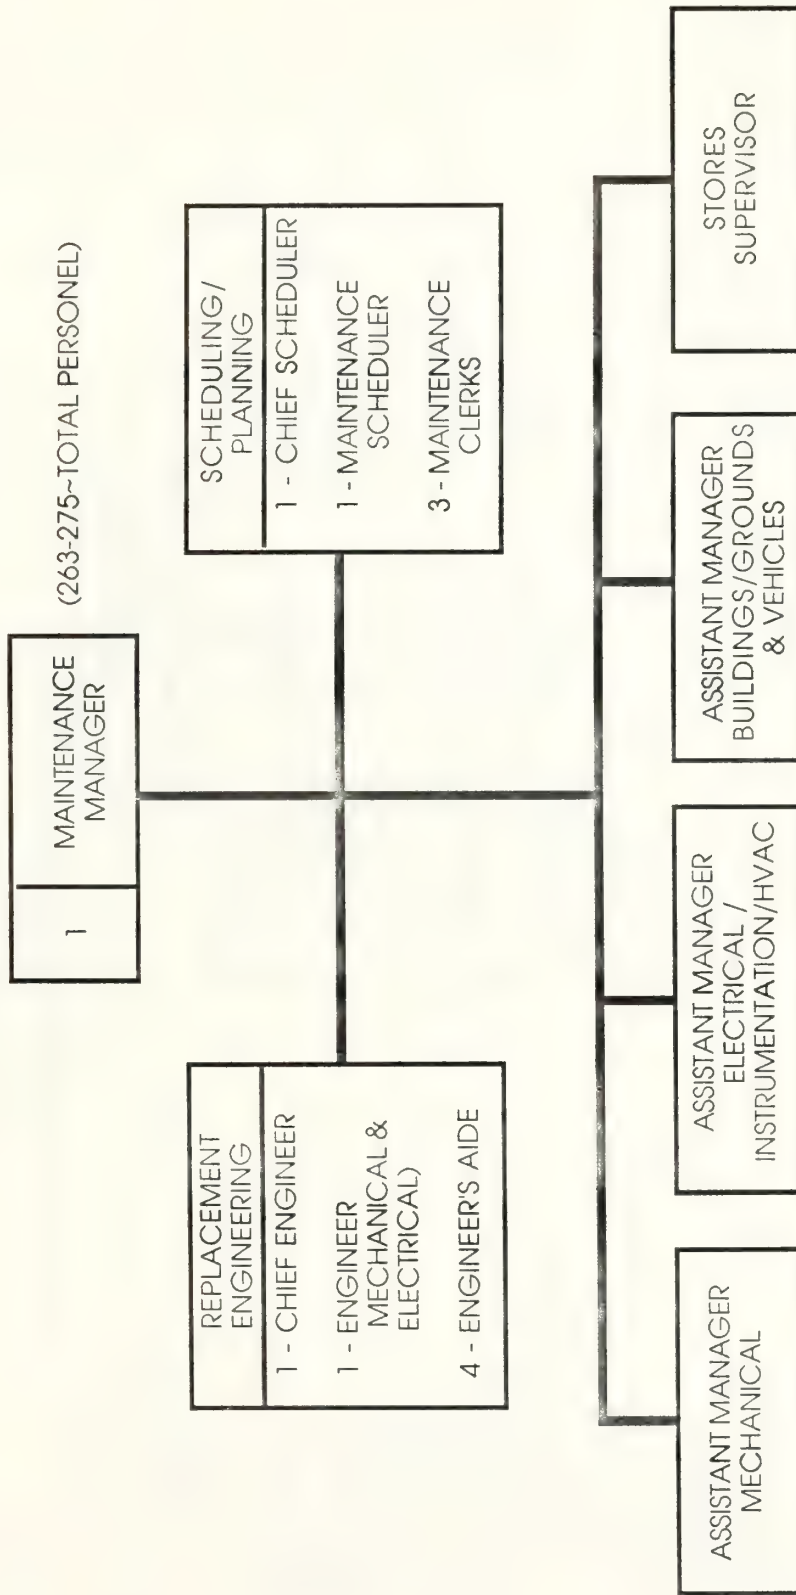 1
MAINTENANCE
MANAGER
(263-275~TOTAL PERSONEL)
REPLACEMENT
ENGINEERING
1 - CHIEF ENGINEER
1 - ENGINEER
MECHANICAL &
ELECTRICAL)
4 - ENGINEER'S AIDE
SCHEDULING/
PLANNING
1 - CHIEF SCHEDULER
1 - MAINTENANCE
SCHEDULER
3 - MAINTENANCE
CLERKS
ASSISTANT MANAGER
MECHANICAL
ASSISTANT MANAGER
ELECTRICAL /
INSTRUMENTATION/HVAC
ASSISTANT MANAGER
BUILDINGS/GROUNDS
& VEHICLES
STORES
SUPERVISOR